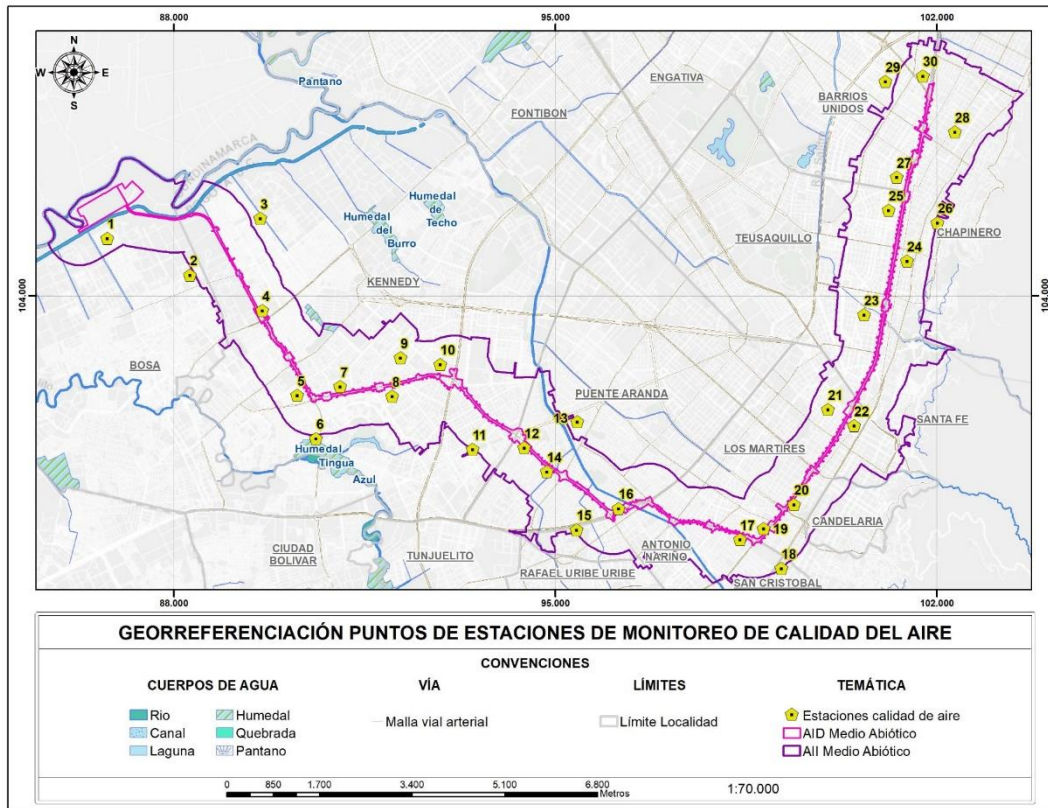 88.000 95.000 102.000
N
W E
S
Pantano
ENGATIVA
FONTIBON
BARRIOS
UNIDOS
29
30
28
27
25
26
CHAPINERO
24
TEUSAQUILLO
CUNDINAMARCA
Humedal
de
Techo
Humedal
del
Burro
3
1
2
KENNEDY
104.000 104.000
4
23
BOSA
9
10
7
8
5
6
Humedal
Tingua
Azul
PUENTE ARANDA
13
11
12
14
21
22
SANTA FE
LOS MARTIRES
16
15
20
17
19
18
CANDELARIA
CIUDAD
BOLIVAR
TUNJUELITO
ANTONIO
NARIÑO
RAFAEL URIBE URIBE
SAN CRISTOBAL
88.000 95.000 102.000
GEORREFERENCIACIÓN PUNTOS DE ESTACIONES DE MONITOREO DE CALIDAD DEL AIRE
CONVENCIONES
CUERPOS DE AGUA VÍA LÍMITES TEMÁTICA
Rio Humedal Malla vial arterial Límite Localidad Estaciones calidad de aire
Canal Quebrada AID Medio Abiótico
Laguna Pantano AII Medio Abiótico
0 850 1.700 3.400 5.100 6.800
Metros
1:70.000